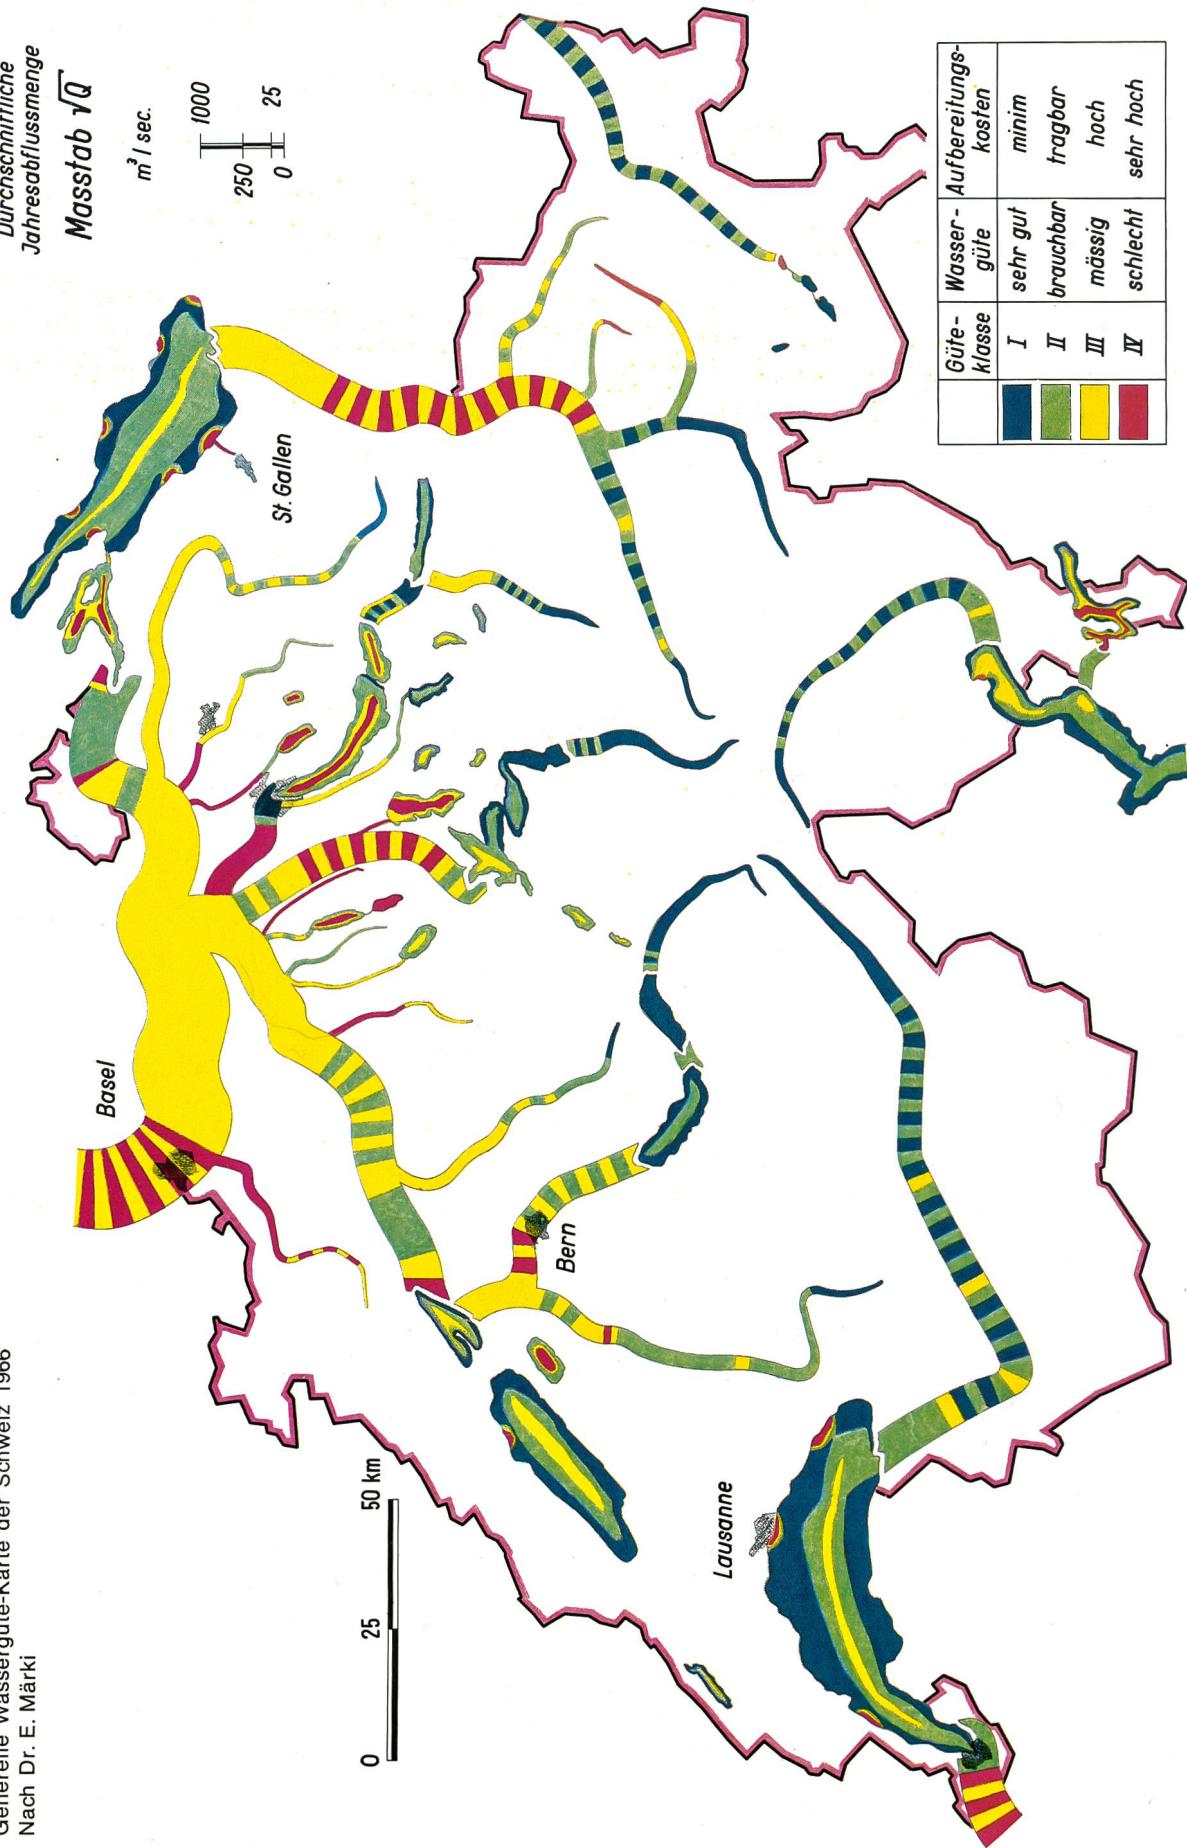 Generelle Wassergüte-Karte der Schweiz 1966
Nach Dr. E. Märki
Durchschnittliche
Jahresabflussmenge
Masstab √Q
m³ / sec.
1000
250
25
0
Basel
St. Gallen
Bern
Lausanne
0 25 50 km
Güte-klasse Wasser-güte Aufbereitungs-kosten
I sehr gut minim
II brauchbar tragbar
III mässig hoch
IV schlecht sehr hoch